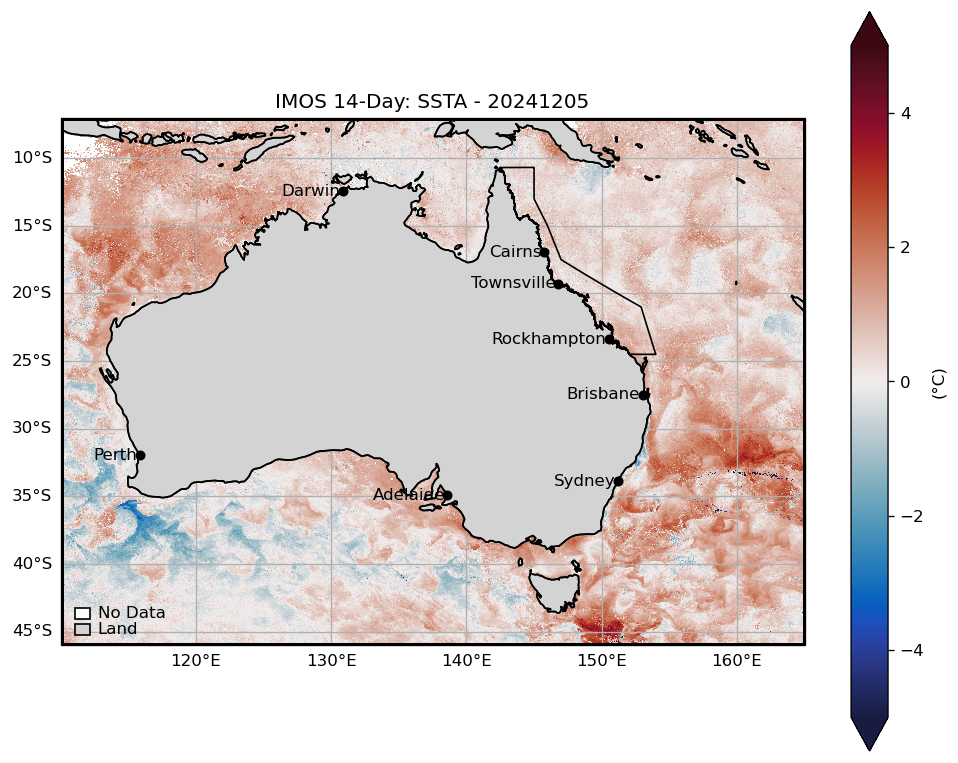 IMOS 14-Day: SSTA - 20241205
10°S
15°S
20°S
25°S
30°S
35°S
40°S
45°S
120°E
130°E
140°E
150°E
160°E
Darwin
Cairns
Townsville
Rockhampton
Brisbane
Perth
Sydney
Adelaide
No Data
Land
4
2
0
−2
−4
(°C)